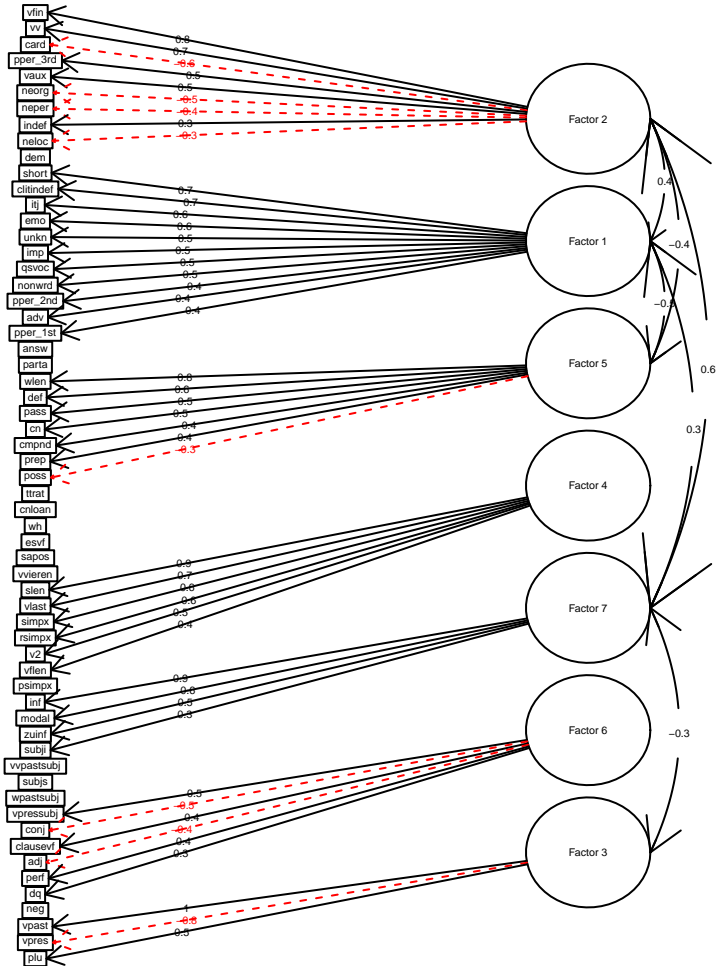 vfin
vv
card
pper_3rd
vaux
neorg
neper
indef
neloc
dem
short
clitindef
itj
emo
unkn
imp
qsvoc
nonwrd
pper_2nd
adv
pper_1st
answ
parta
wlen
def
pass
cn
cmpnd
prep
poss
ttrat
cnloan
wh
esvf
sapos
vvieren
slen
vlast
simpx
rsimpx
v2
vflen
psimpx
inf
modal
zuinf
subji
vvpastsubj
subjs
wpastsubj
vpressubj
conj
clausevf
adj
perf
dq
neg
vpast
vpres
plu
0.8
0.7
−0.6
0.5
0.5
−0.5
−0.4
0.3
−0.3
0.7
0.7
0.6
0.6
0.5
0.5
0.5
0.5
0.4
0.4
0.4
0.8
0.6
0.5
0.5
0.4
0.4
−0.3
0.9
0.7
0.6
0.5
0.4
0.9
0.5
0.3
0.5
−0.5
0.4
−0.4
0.4
0.3
1
Factor 2
Factor 1
Factor 5
Factor 4
Factor 7
Factor 6
Factor 3
0.4
−0.4
0.6
0.3
−0.3